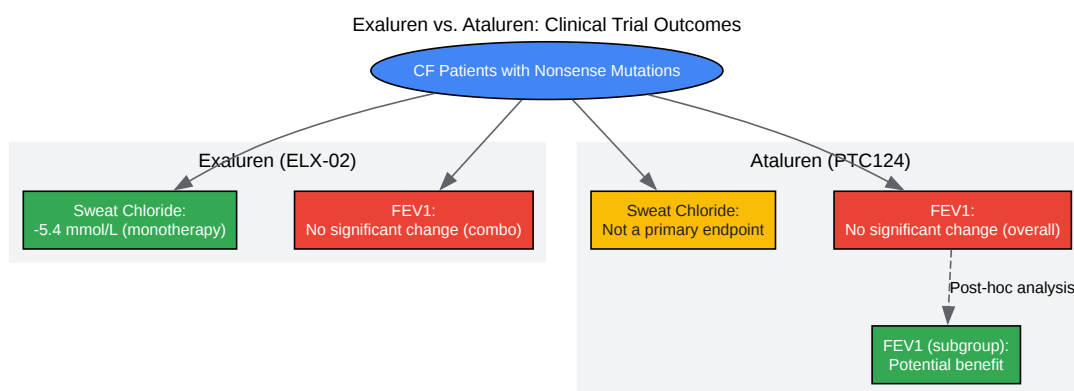 Exaluren vs. Ataluren: Clinical Trial Outcomes
CF Patients with Nonsense Mutations
Exaluren (ELX-02)
Sweat Chloride:
-5.4 mmol/L (monotherapy)
FEV1:
No significant change (combo)
Ataluren (PTC124)
Sweat Chloride:
Not a primary endpoint
FEV1:
No significant change (overall)
Post-hoc analysis
FEV1 (subgroup):
Potential benefit